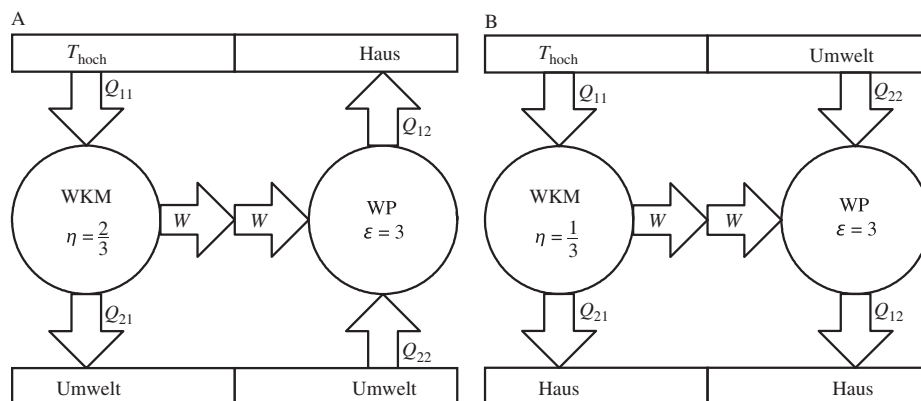 A
T_hoch
Haus
Q_11
Q_12
WKM
η = 2/3
W
W
WP
ε = 3
Q_21
Q_22
Umwelt
Umwelt
B
T_hoch
Umwelt
Q_11
Q_22
WKM
η = 1/3
W
W
WP
ε = 3
Q_21
Q_12
Haus
Haus